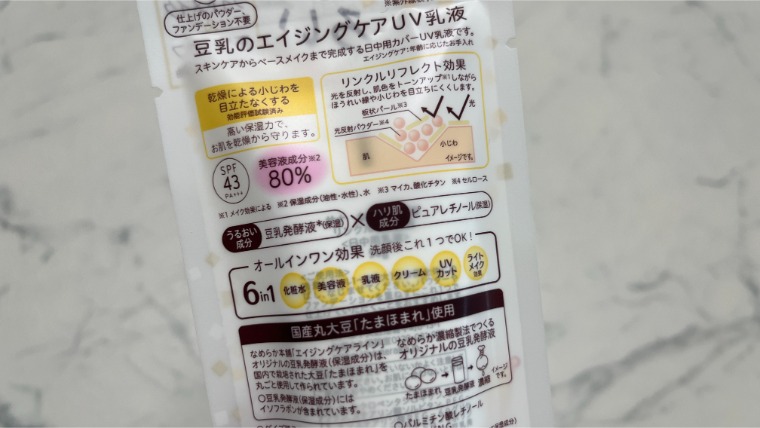 仕上げのパウダー、
ファンデーション不要
豆乳のエイジングケアUV乳液
スキンケアからベースメイクまで完成する日中用カバーUV乳液です。
エイジングケア:年齢に応じたお手入れ
乾燥による小じわを
目立たなくする
効能評価試験済み
高い保湿力で、
お肌を乾燥から守ります。
リンクルリフレクト効果
光を反射し、肌色をトーンアップ※1しながら
ほうれい線や小じわを目立ちにくくします。
板状パール※3
光
光反射パウダー※4
肌
小じわ
イメージです。
SPF
43
PA+++
美容液成分※2
80%
※1 メイク効果による ※2 保湿成分(油性・水性)、水 ※3 マイカ、酸化チタン ※4 セルロース
うるおい
成分
豆乳発酵液*(保湿)
×
ハリ肌
成分
ピュアレチノール(保湿)
オールインワン効果 洗顔後これ1つでOK!
6in1
化粧水
美容液
乳液
クリーム
UV
カット
ライト
メイク
効果
国産丸大豆「たまほまれ」使用
なめらか本舗「エイジングケアライン」
オリジナルの豆乳発酵液(保湿成分)は、
国内で栽培された大豆「たまほまれ」を
丸ごと使用して作られています。
○豆乳発酵液(保湿成分)には
イソフラボンが含まれています。
なめらか濃縮製法でつくる
オリジナルの豆乳発酵液
たまほまれ
豆乳発酵液
濃縮
イメージ
です。
○パルミチン酸レチノール